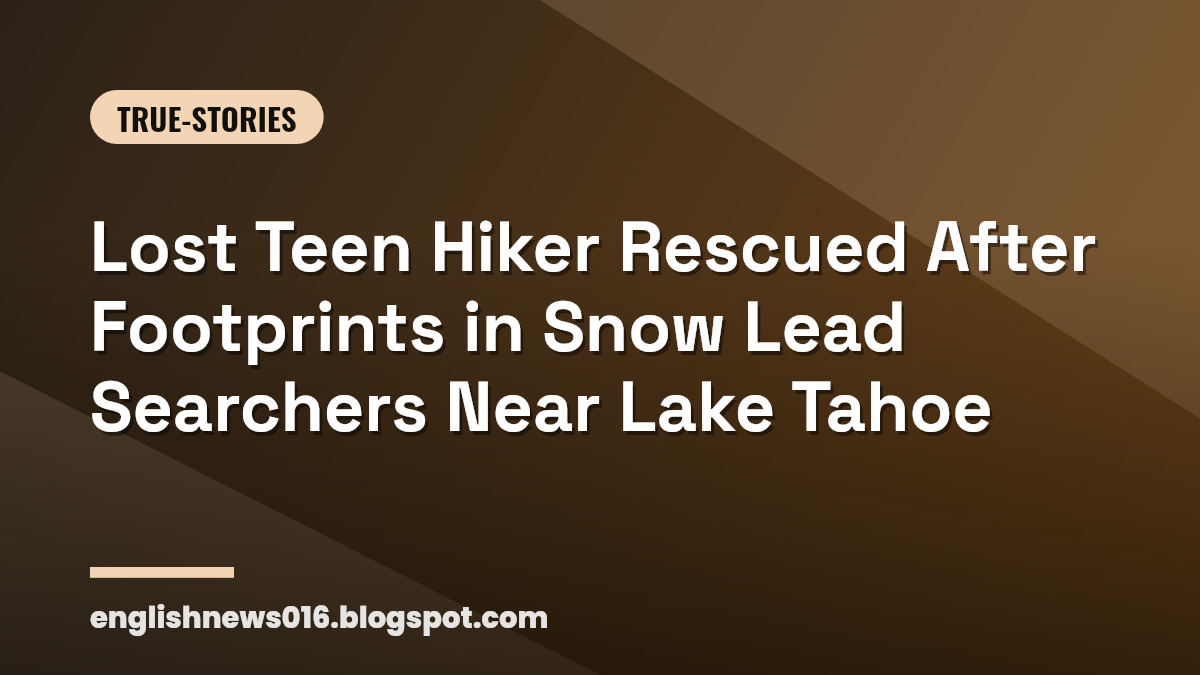 TRUE-STORIES
Lost Teen Hiker Rescued After
Footprints in Snow Lead
Searchers Near Lake Tahoe
englishnews016.blogspot.com